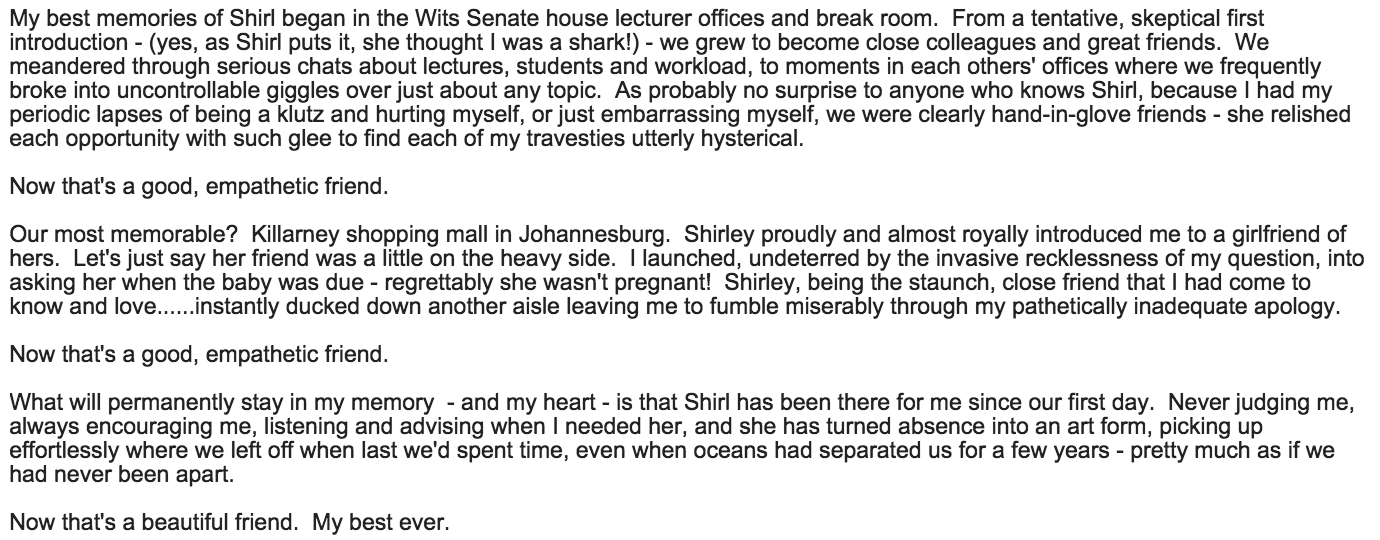 My best memories of Shirl began in the Wits Senate house lecturer offices and break room.  From a tentative, skeptical first
introduction - (yes, as Shirl puts it, she thought I was a shark!) - we grew to become close colleagues and great friends.  We
meandered through serious chats about lectures, students and workload, to moments in each others' offices where we frequently
broke into uncontrollable giggles over just about any topic.  As probably no surprise to anyone who knows Shirl, because I had my
periodic lapses of being a klutz and hurting myself, or just embarrassing myself, we were clearly hand-in-glove friends - she relished
each opportunity with such glee to find each of my travesties utterly hysterical.

Now that's a good, empathetic friend.

Our most memorable?  Killarney shopping mall in Johannesburg.  Shirley proudly and almost royally introduced me to a girlfriend of
hers.  Let's just say her friend was a little on the heavy side.  I launched, undeterred by the invasive recklessness of my question, into
asking her when the baby was due - regrettably she wasn't pregnant!  Shirley, being the staunch, close friend that I had come to
know and love......instantly ducked down another aisle leaving me to fumble miserably through my pathetically inadequate apology.

Now that's a good, empathetic friend.

What will permanently stay in my memory  - and my heart - is that Shirl has been there for me since our first day.  Never judging me,
always encouraging me, listening and advising when I needed her, and she has turned absence into an art form, picking up
effortlessly where we left off when last we'd spent time, even when oceans had separated us for a few years - pretty much as if we
had never been apart.

Now that's a beautiful friend.  My best ever.